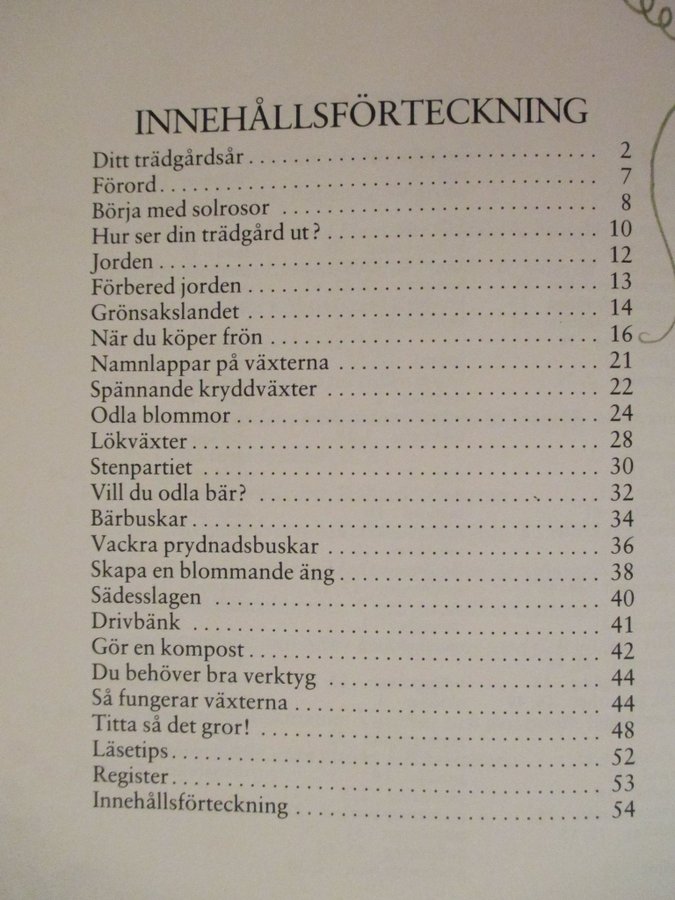 INNEHÅLLSFÖRTECKNING
Ditt trädgårdsår . . . . . . . . . . . . . . . . . . . . . . . . . . . . . . 2
Förord . . . . . . . . . . . . . . . . . . . . . . . . . . . . . . 7
Börja med solrosor . . . . . . . . . . . . . . . . . . . . . . . . . . 8
Hur ser din trädgård ut? . . . . . . . . . . . . . . . . . . . . . . 10
Jorden . . . . . . . . . . . . . . . . . . . . . . . . . . . . . . 12
Förbered jorden . . . . . . . . . . . . . . . . . . . . . . . . . . 13
Grönsakslandet . . . . . . . . . . . . . . . . . . . . . . . . . . 14
När du köper frön . . . . . . . . . . . . . . . . . . . . . . . . . . 16
Namnlappar på växterna . . . . . . . . . . . . . . . . . . . . . . 21
Spännande kryddväxter . . . . . . . . . . . . . . . . . . . . . . 22
Odla blommor . . . . . . . . . . . . . . . . . . . . . . . . . . 24
Lökväxter . . . . . . . . . . . . . . . . . . . . . . . . . . . . . . 28
Stenpartiet . . . . . . . . . . . . . . . . . . . . . . . . . . . . . . 30
Vill du odla bär? . . . . . . . . . . . . . . . . . . . . . . . . . . 32
Bärbuskar . . . . . . . . . . . . . . . . . . . . . . . . . . . . . . 34
Vackra prydnadsbuskar . . . . . . . . . . . . . . . . . . . . . . 36
Skapa en blommande äng . . . . . . . . . . . . . . . . . . . . . . 38
Sädesslagen . . . . . . . . . . . . . . . . . . . . . . . . . . . . . . 40
Drivbänk . . . . . . . . . . . . . . . . . . . . . . . . . . . . . . 41
Gör en kompost . . . . . . . . . . . . . . . . . . . . . . . . . . 42
Du behöver bra verktyg . . . . . . . . . . . . . . . . . . . . . . 44
Så fungerar växterna . . . . . . . . . . . . . . . . . . . . . . . . 44
Titta så det gror! . . . . . . . . . . . . . . . . . . . . . . . . . . 48
Läsetips . . . . . . . . . . . . . . . . . . . . . . . . . . . . . . 52
Register . . . . . . . . . . . . . . . . . . . . . . . . . . . . . . 53
Innehållsförteckning . . . . . . . . . . . . . . . . . . . . . . . . 54